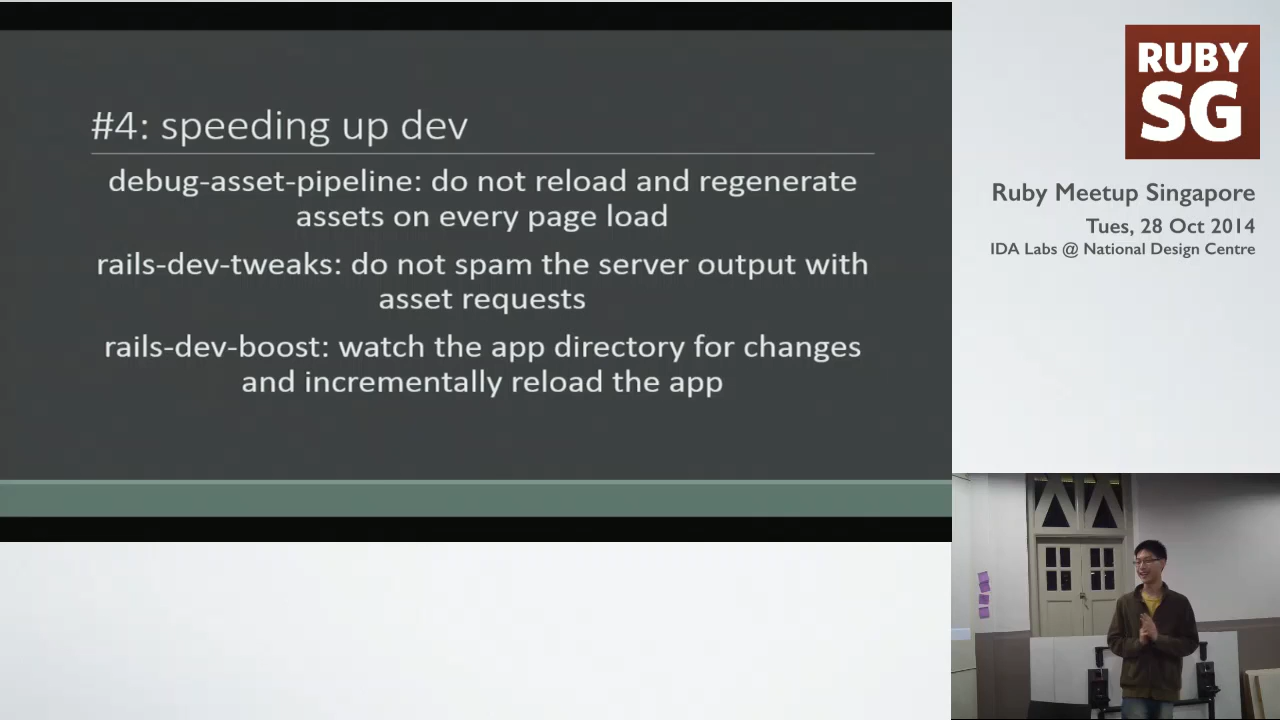 #4: speeding up dev
debug-asset-pipeline: do not reload and regenerate
assets on every page load
rails-dev-tweaks: do not spam the server output with
asset requests
rails-dev-boost: watch the app directory for changes
and incrementally reload the app
RUBY
SG
Ruby Meetup Singapore
Tues, 28 Oct 2014
IDA Labs @ National Design Centre